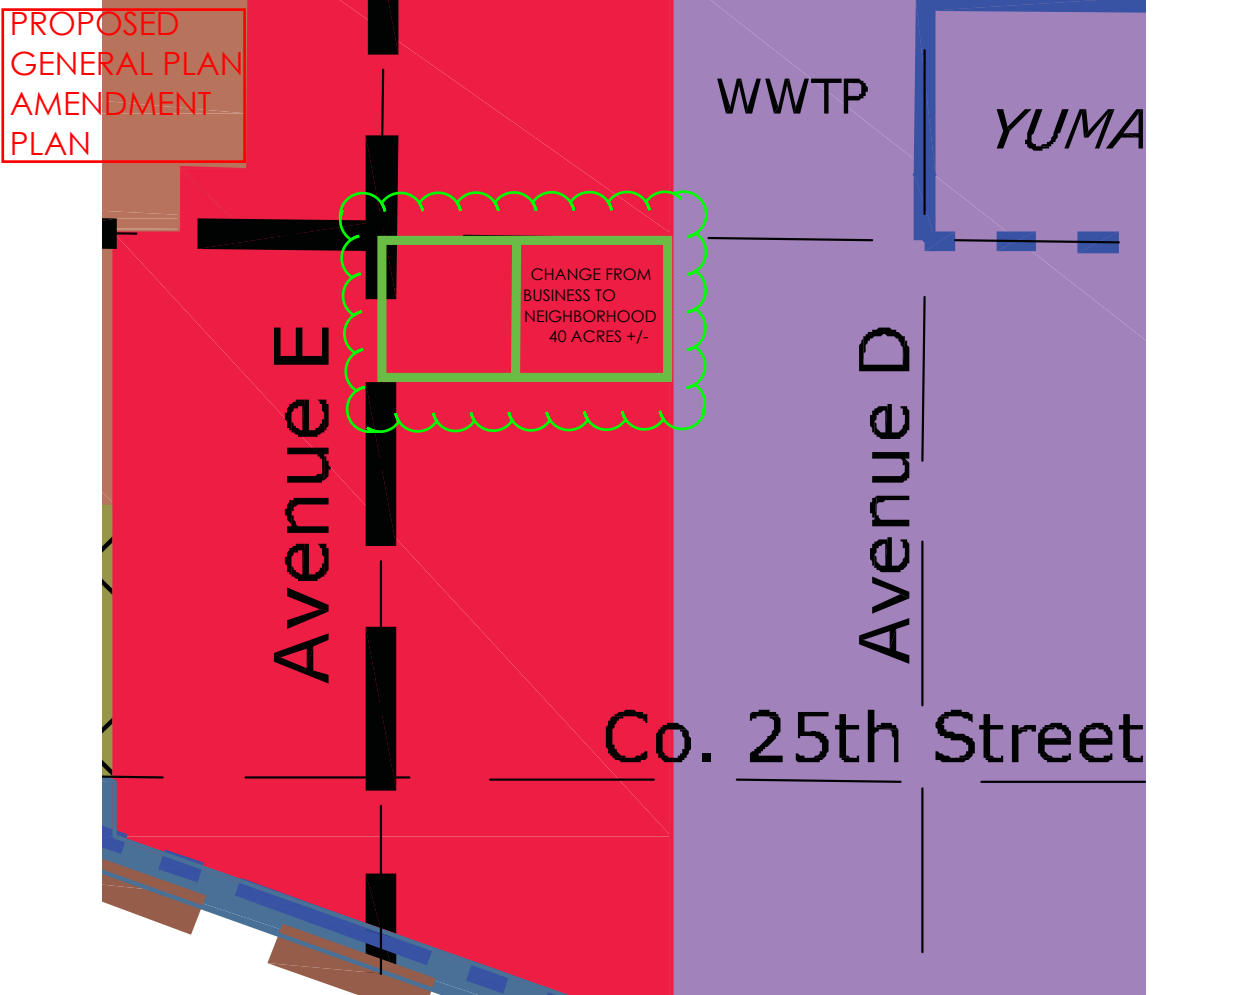 PROPOSED
GENERAL PLAN
AMENDMENT
PLAN
WWTP
YUMA
CHANGE FROM
BUSINESS TO
NEIGHBORHOOD
40 ACRES +/-
Avenue E
Avenue D
Co. 25th Street